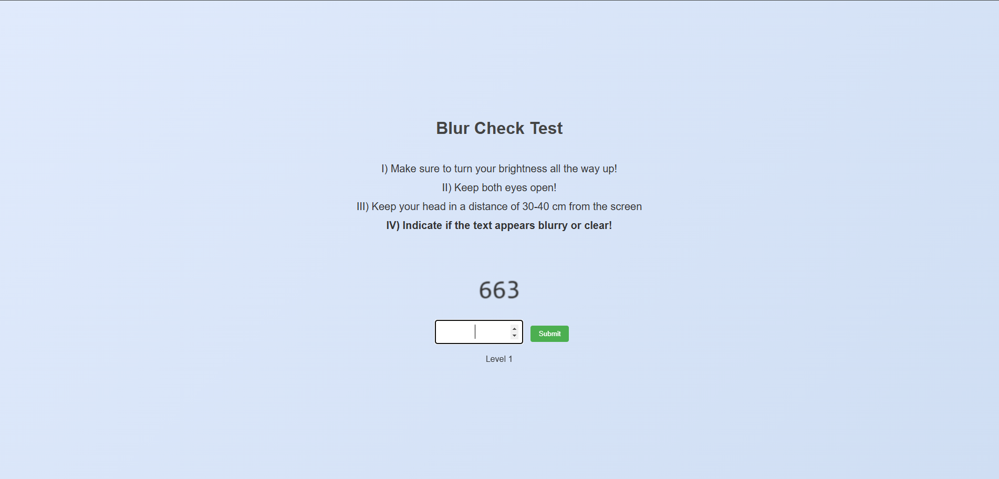 Blur Check Test
I) Make sure to turn your brightness all the way up!
II) Keep both eyes open!
III) Keep your head in a distance of 30-40 cm from the screen
IV) Indicate if the text appears blurry or clear!
663
Submit
Level 1